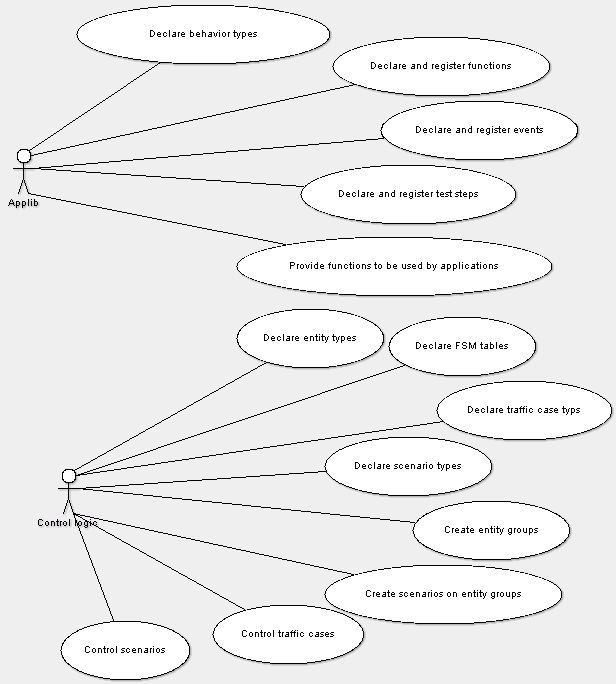 Declare behavior types
Declare and register functions
Declare and register events
Declare and register test steps
Applib
Provide functions to be used by applications
Declare entity types
Declare FSM tables
Declare traffic case typs
Declare scenario types
Control logic
Create entity groups
Create scenarios on entity groups
Control traffic cases
Control scenarios